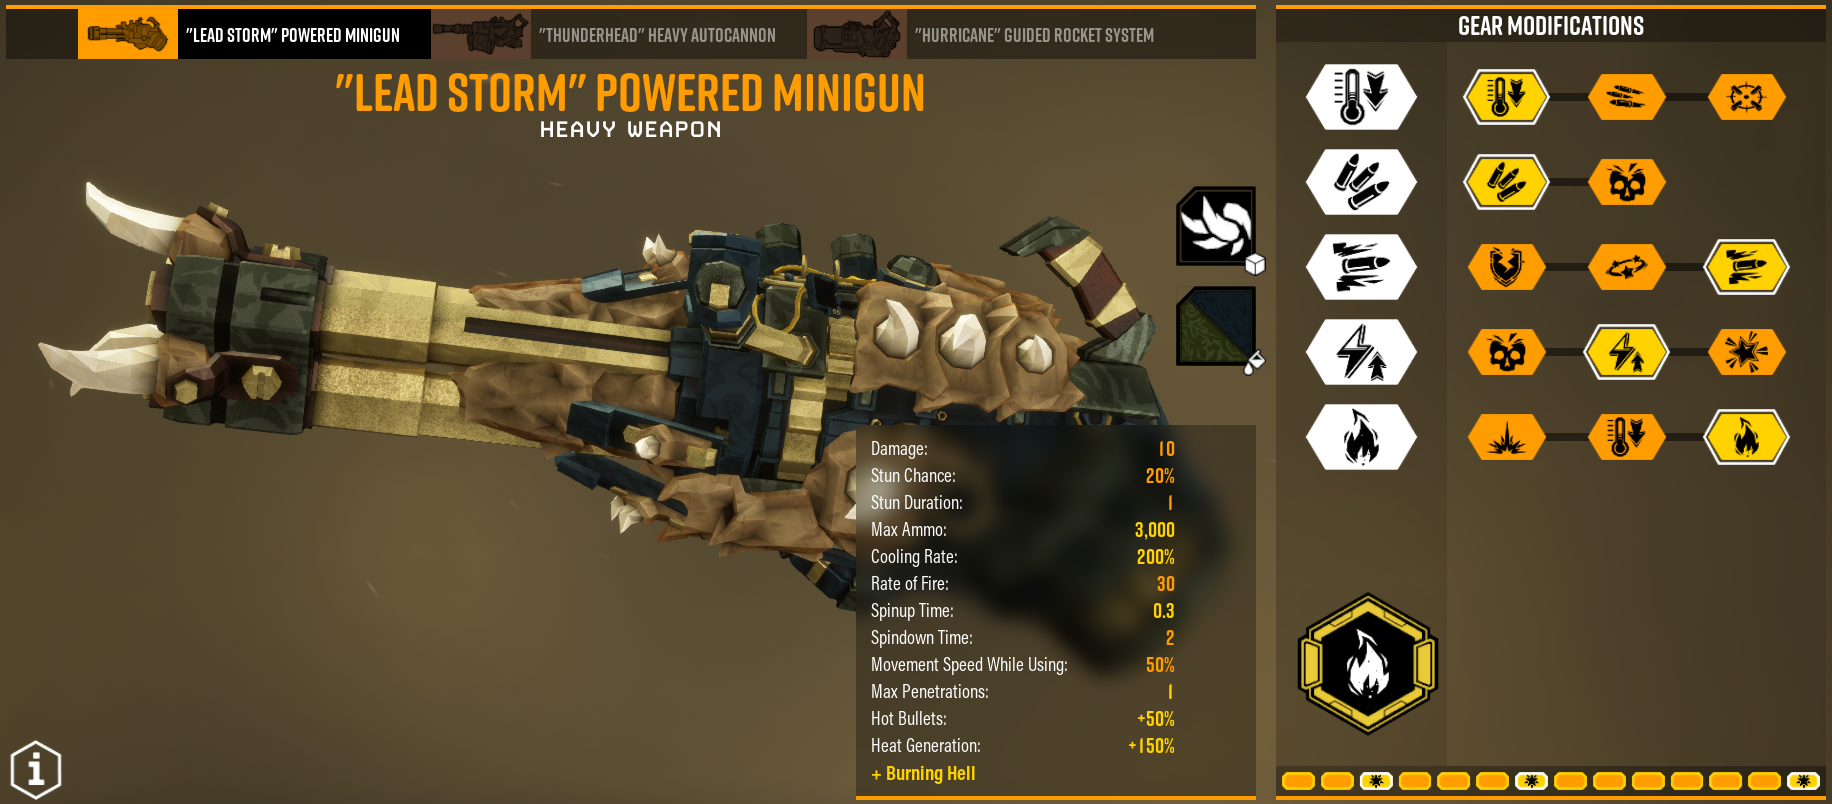 "LEAD STORM" POWERED MINIGUN
"THUNDERHEAD" HEAVY AUTOCANNON
"HURRICANE" GUIDED ROCKET SYSTEM
GEAR MODIFICATIONS
"LEAD STORM" POWERED MINIGUN
HEAVY WEAPON
Damage: 10
Stun Chance: 20%
Stun Duration: 1
Max Ammo: 3,000
Cooling Rate: 200%
Rate of Fire: 30
Spinup Time: 0.3
Spindown Time: 2
Movement Speed While Using: 50%
Max Penetrations: 1
Hot Bullets: +50%
Heat Generation: +150%
+ Burning Hell